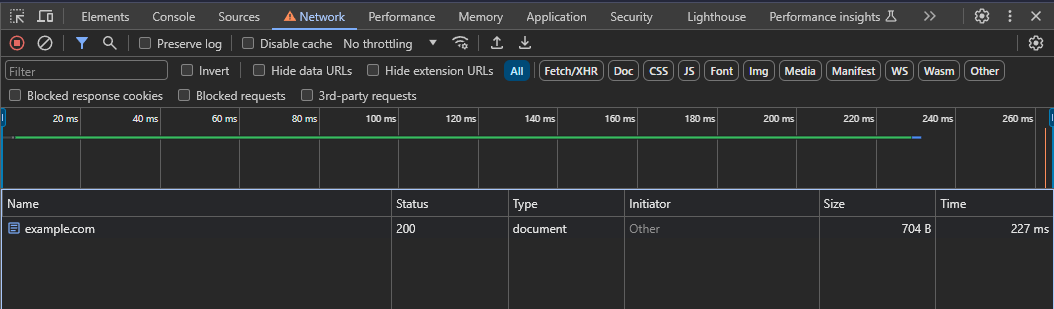 Elements Console Sources Network Performance Memory Application Security Lighthouse Performance insights
Preserve log Disable cache No throttling
Filter Invert Hide data URLs Hide extension URLs All Fetch/XHR Doc CSS JS Font Img Media Manifest WS Wasm Other
Blocked response cookies Blocked requests 3rd-party requests
20 ms 40 ms 60 ms 80 ms 100 ms 120 ms 140 ms 160 ms 180 ms 200 ms 220 ms 240 ms 260 ms
Name Status Type Initiator Size Time
example.com 200 document Other 704 B 227 ms